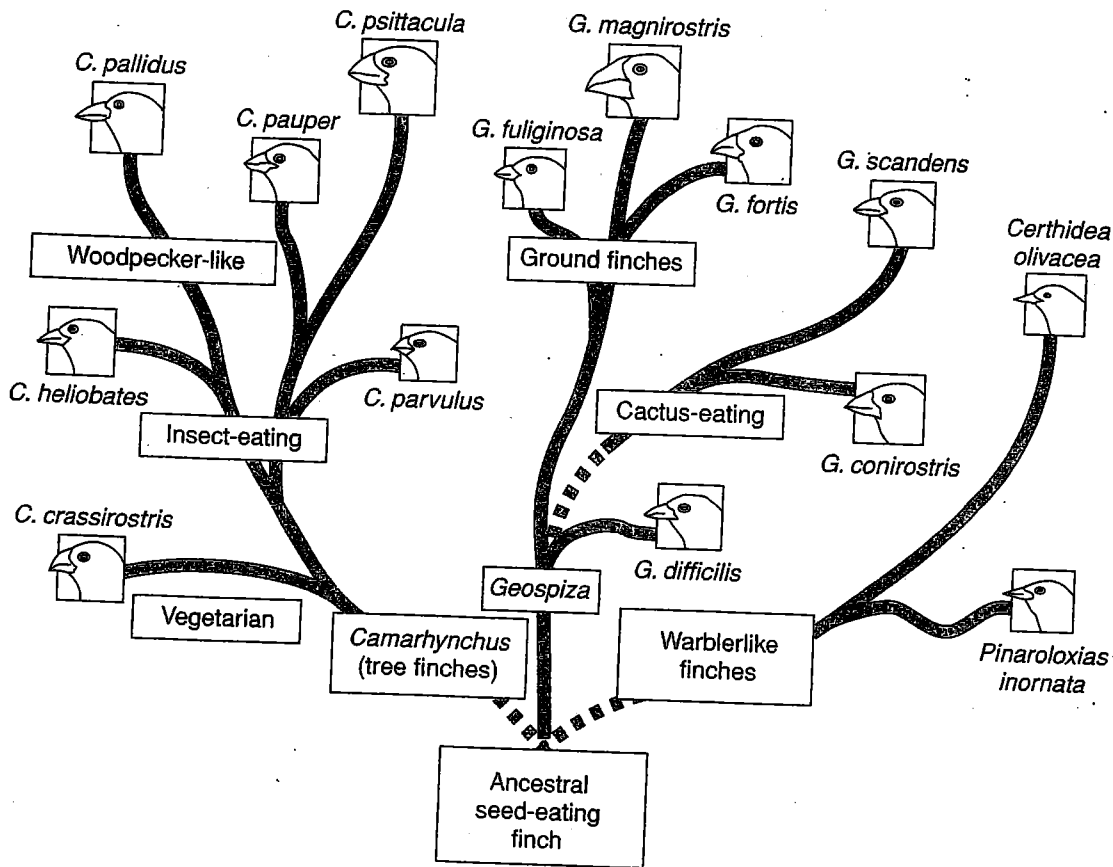 C. psittacula
G. magnirostris
C. pallidus
C. pauper
G. fuliginosa
G. scandens
G. fortis
Certhidea
olivacea
Woodpecker-like
Ground finches
C. heliobates
C. parvulus
Cactus-eating
Insect-eating
G. conirostris
C. crassirostris
G. difficilis
Geospiza
Vegetarian
Camarhynchus
(tree finches)
Warblerlike
finches
Pinaroloxias
inornata
Ancestral
seed-eating
finch